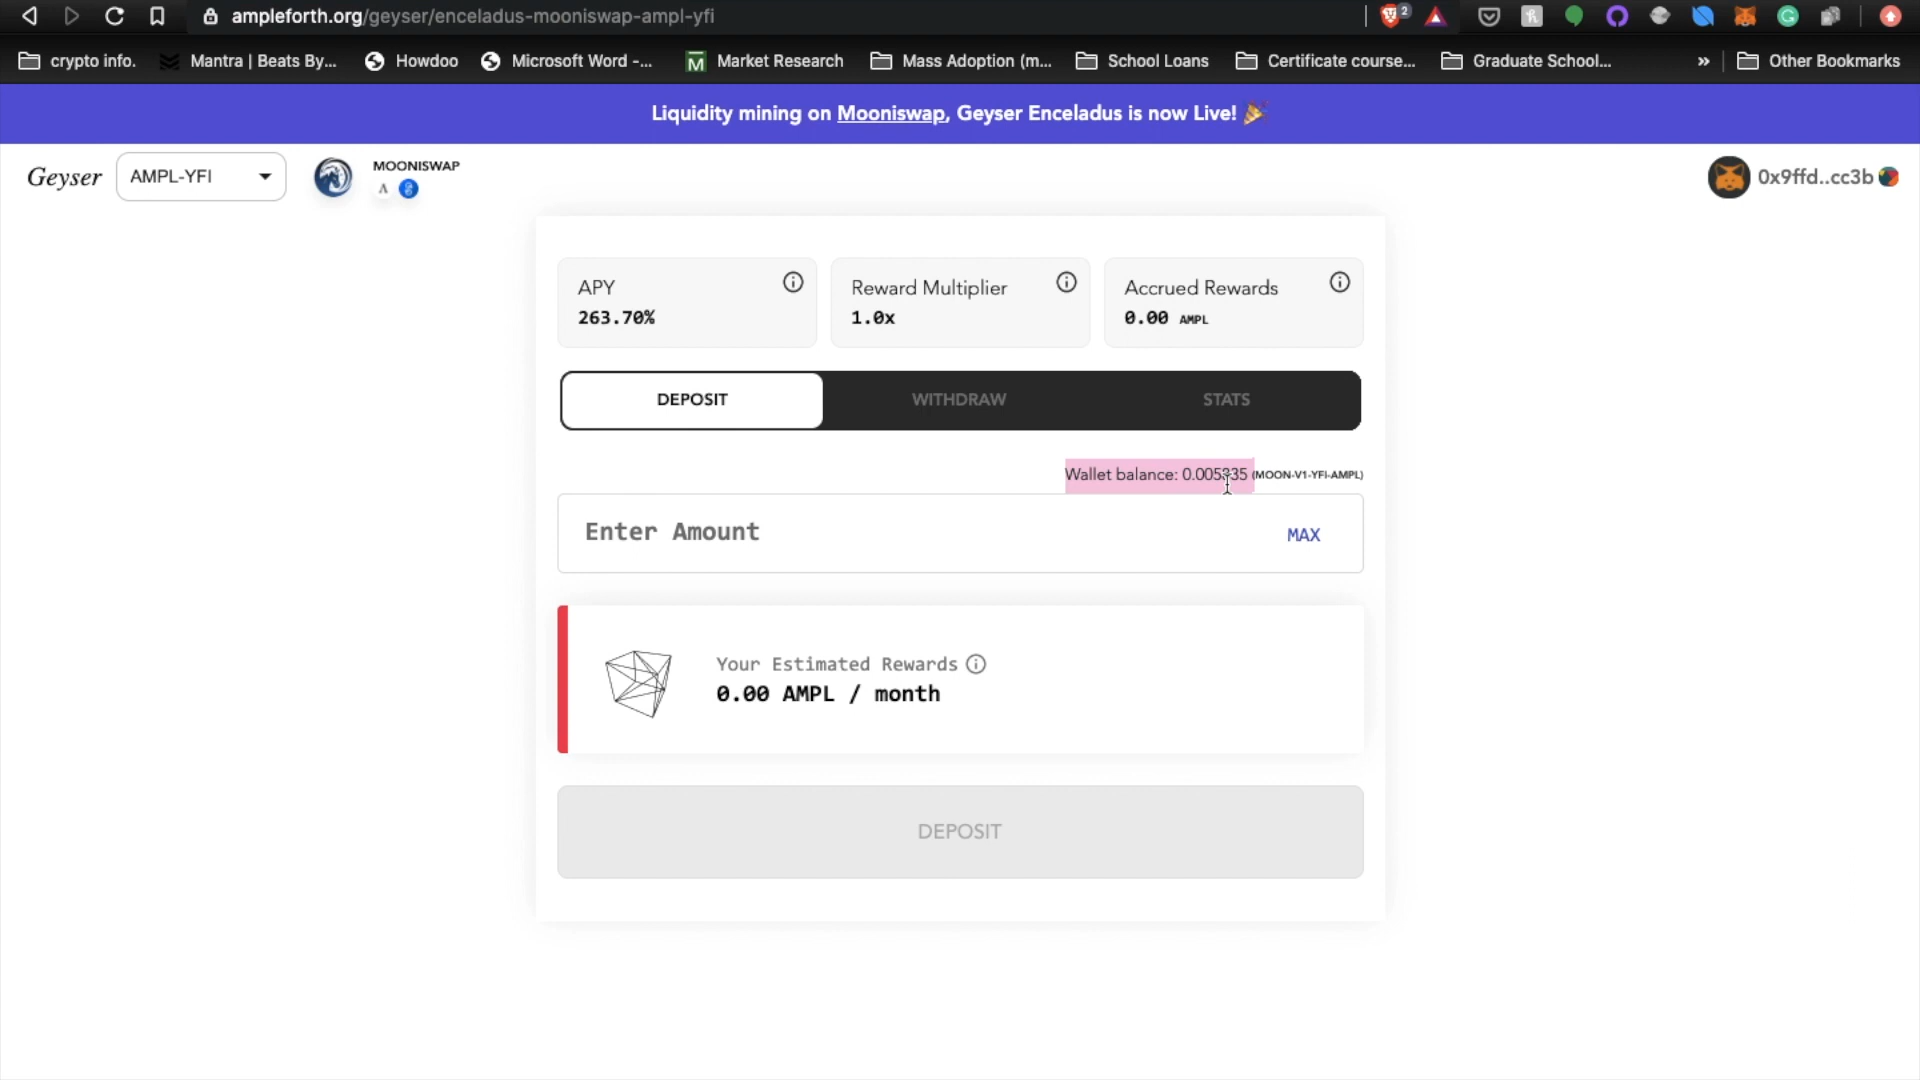 ampleforth.org/geyser/enceladus-mooniswap-ampl-yfi
2
crypto info.
Mantra | Beats By...
Howdoo
Microsoft Word -...
Market Research
Mass Adoption (m...
School Loans
Certificate course...
Graduate School...
»
Other Bookmarks
Liquidity mining on Mooniswap, Geyser Enceladus is now Live! 🎉
Geyser
AMPL-YFI
MOONISWAP
0x9ffd..cc3b
APY
263.70%
Reward Multiplier
1.0x
Accrued Rewards
0.00 AMPL
DEPOSIT
WITHDRAW
STATS
Wallet balance: 0.005335 (MOON-V1-YFI-AMPL)
Enter Amount
MAX
Your Estimated Rewards
0.00 AMPL / month
DEPOSIT